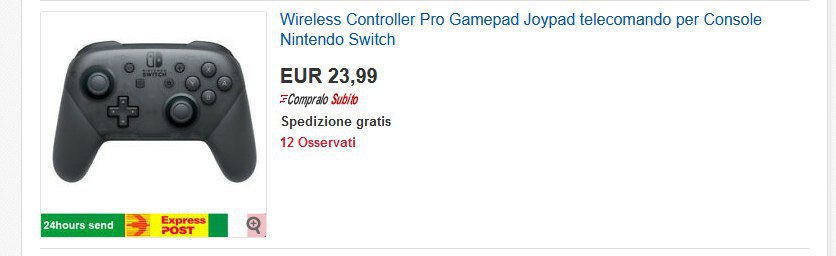 Wireless Controller Pro Gamepad Joypad telecomando per Console
Nintendo Switch
EUR 23,99
Compralo Subito
Spedizione gratis
12 Osservati
NINTENDO
SWITCH
X
Y
A
B
24hours send
Express
POST